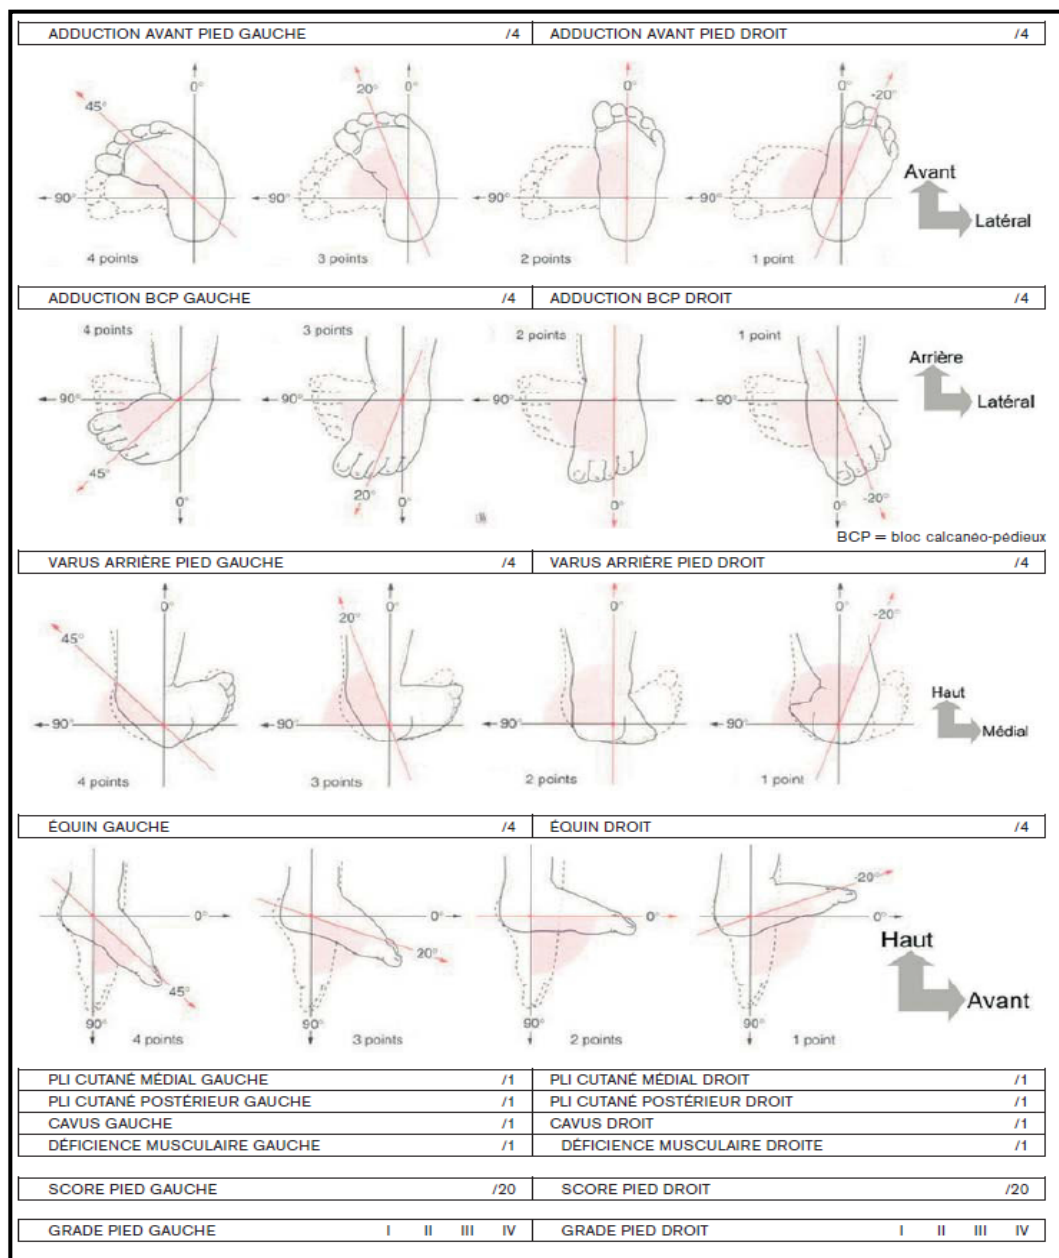 ADDUCTION AVANT PIED GAUCHE /4 ADDUCTION AVANT PIED DROIT /4
0° 0° 0° 0°
45° 20° -20°
90° 90° 90° 90°
Avant
Latéral
4 points 3 points 2 points 1 point
ADDUCTION BCP GAUCHE /4 ADDUCTION BCP DROIT /4
4 points 3 points 2 points 1 point
Arrière
Latéral
90° 90° 90° 90°
45° 20° -20°
0° 0° 0° 0°
BCP = bloc calcanéo-pédieux
VARUS ARRIÈRE PIED GAUCHE /4 VARUS ARRIÈRE PIED DROIT /4
0° 0° 0° 0°
45° 20° -20°
90° 90° 90° 90°
Haut
Médial
4 points 3 points 2 points 1 point
ÉQUIN GAUCHE /4 ÉQUIN DROIT /4
-20°
0° 0° 0° 0°
Haut
Avant
45° 20°
90° 90° 90° 90°
4 points 3 points 2 points 1 point
PLI CUTANÉ MÉDIAL GAUCHE /1 PLI CUTANÉ MÉDIAL DROIT /1
PLI CUTANÉ POSTÉRIEUR GAUCHE /1 PLI CUTANÉ POSTÉRIEUR DROIT /1
CAVUS GAUCHE /1 CAVUS DROIT /1
DÉFICIENCE MUSCULAIRE GAUCHE /1 DÉFICIENCE MUSCULAIRE DROITE /1
SCORE PIED GAUCHE /20 SCORE PIED DROIT /20
GRADE PIED GAUCHE I II III IV GRADE PIED DROIT I II III IV